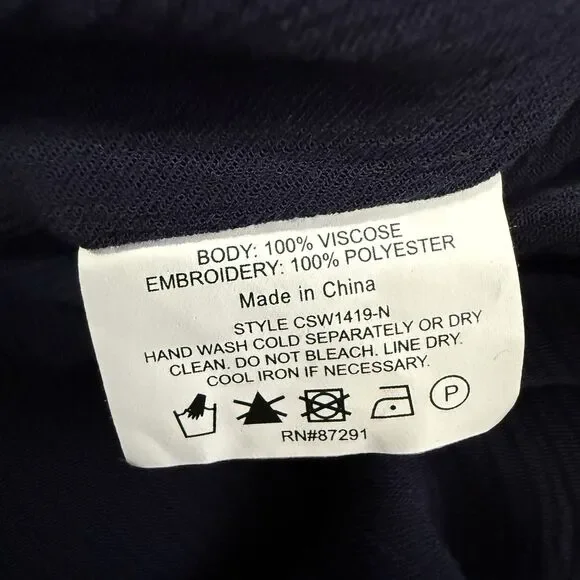 BODY: 100% VISCOSE
EMBROIDERY: 100% POLYESTER
Made in China
STYLE CSW1419-N
HAND WASH COLD SEPARATELY OR DRY
CLEAN. DO NOT BLEACH. LINE DRY.
COOL IRON IF NECESSARY.
P
RN#87291